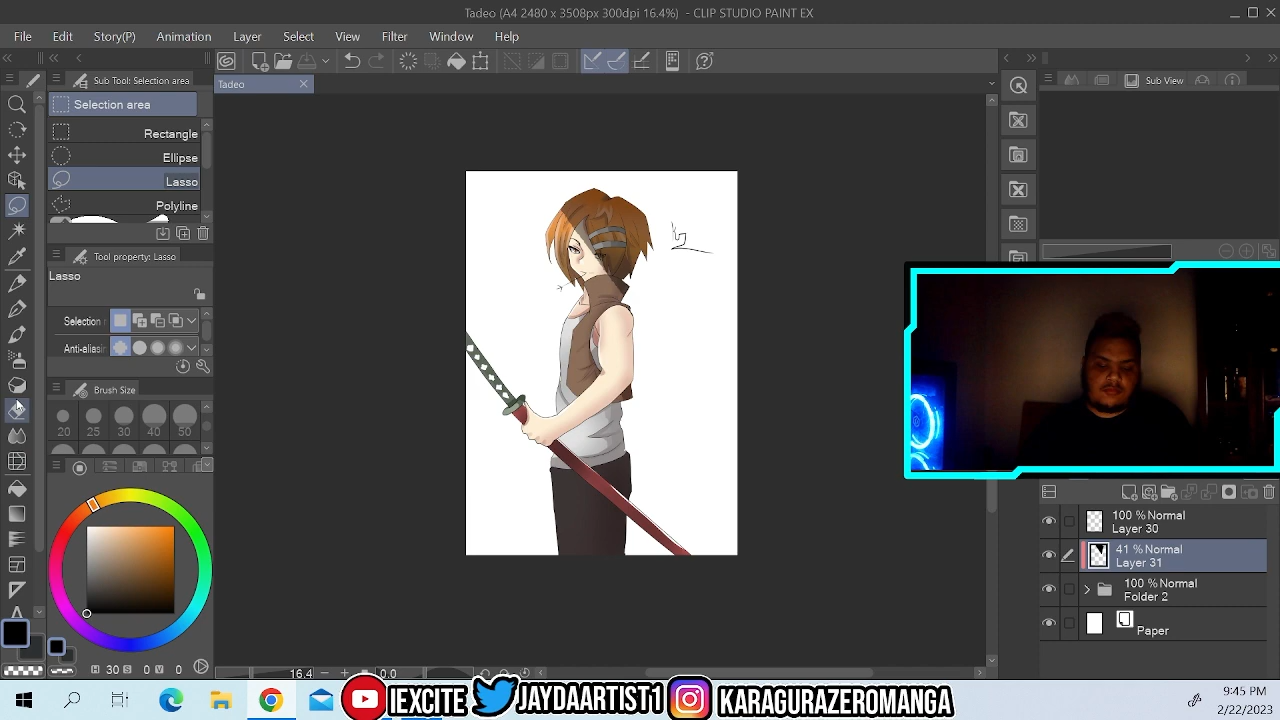 Tadeo (A4 2480 x 3508px 300dpi 16.4%) - CLIP STUDIO PAINT EX
File Edit Story(P) Animation Layer Select View Filter Window Help
Sub Tool: Selection area
Tadeo
Sub View
Selection area
Rectangle
Ellipse
Lasso
Polyline
Tool property: Lasso
Lasso
Selection
Anti-aliasi
Brush Size
20 25 30 40 50
100 % Normal
Layer 30
41 % Normal
Layer 31
100 % Normal
Folder 2
Paper
H 30 S 0 V 0
16.4 0.0
IEXCITE JAYDAARTIST1 KARAGURAZEROMANGA
9:45 PM
2/22/2023